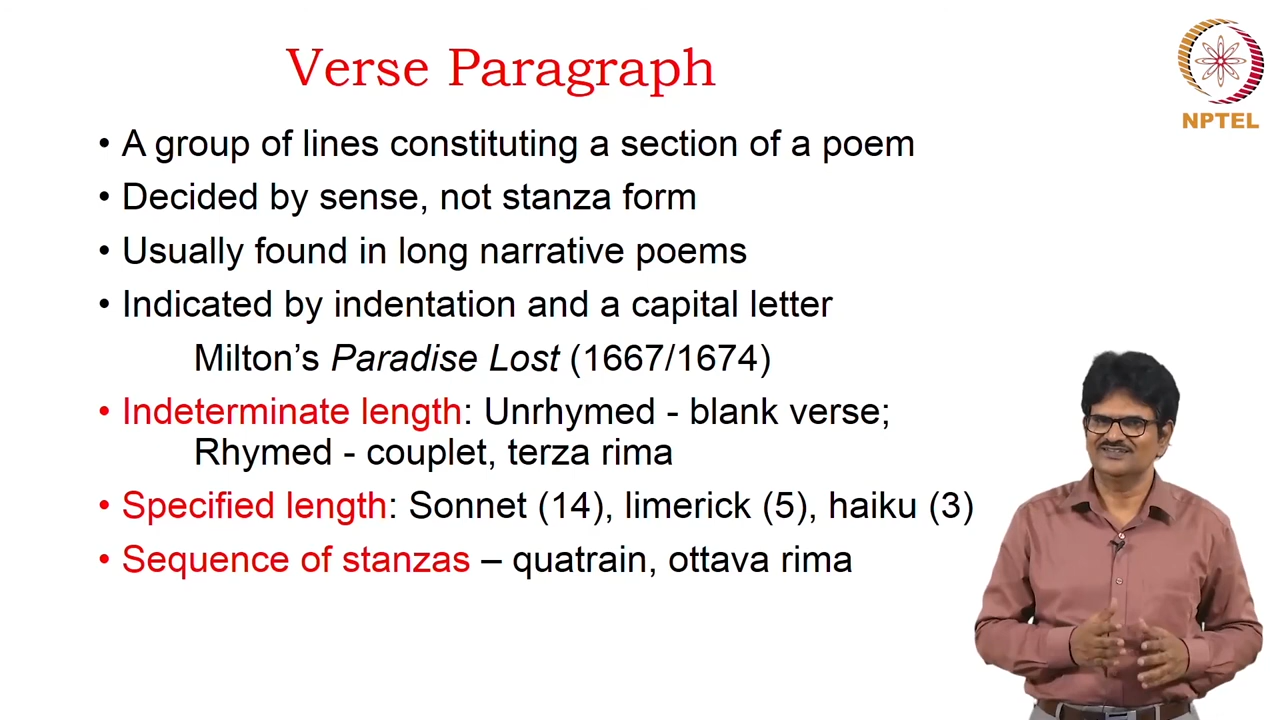 Verse Paragraph
NPTEL
• A group of lines constituting a section of a poem
• Decided by sense, not stanza form
• Usually found in long narrative poems
• Indicated by indentation and a capital letter
Milton’s Paradise Lost (1667/1674)
• Indeterminate length: Unrhymed - blank verse;
Rhymed - couplet, terza rima
• Specified length: Sonnet (14), limerick (5), haiku (3)
• Sequence of stanzas – quatrain, ottava rima